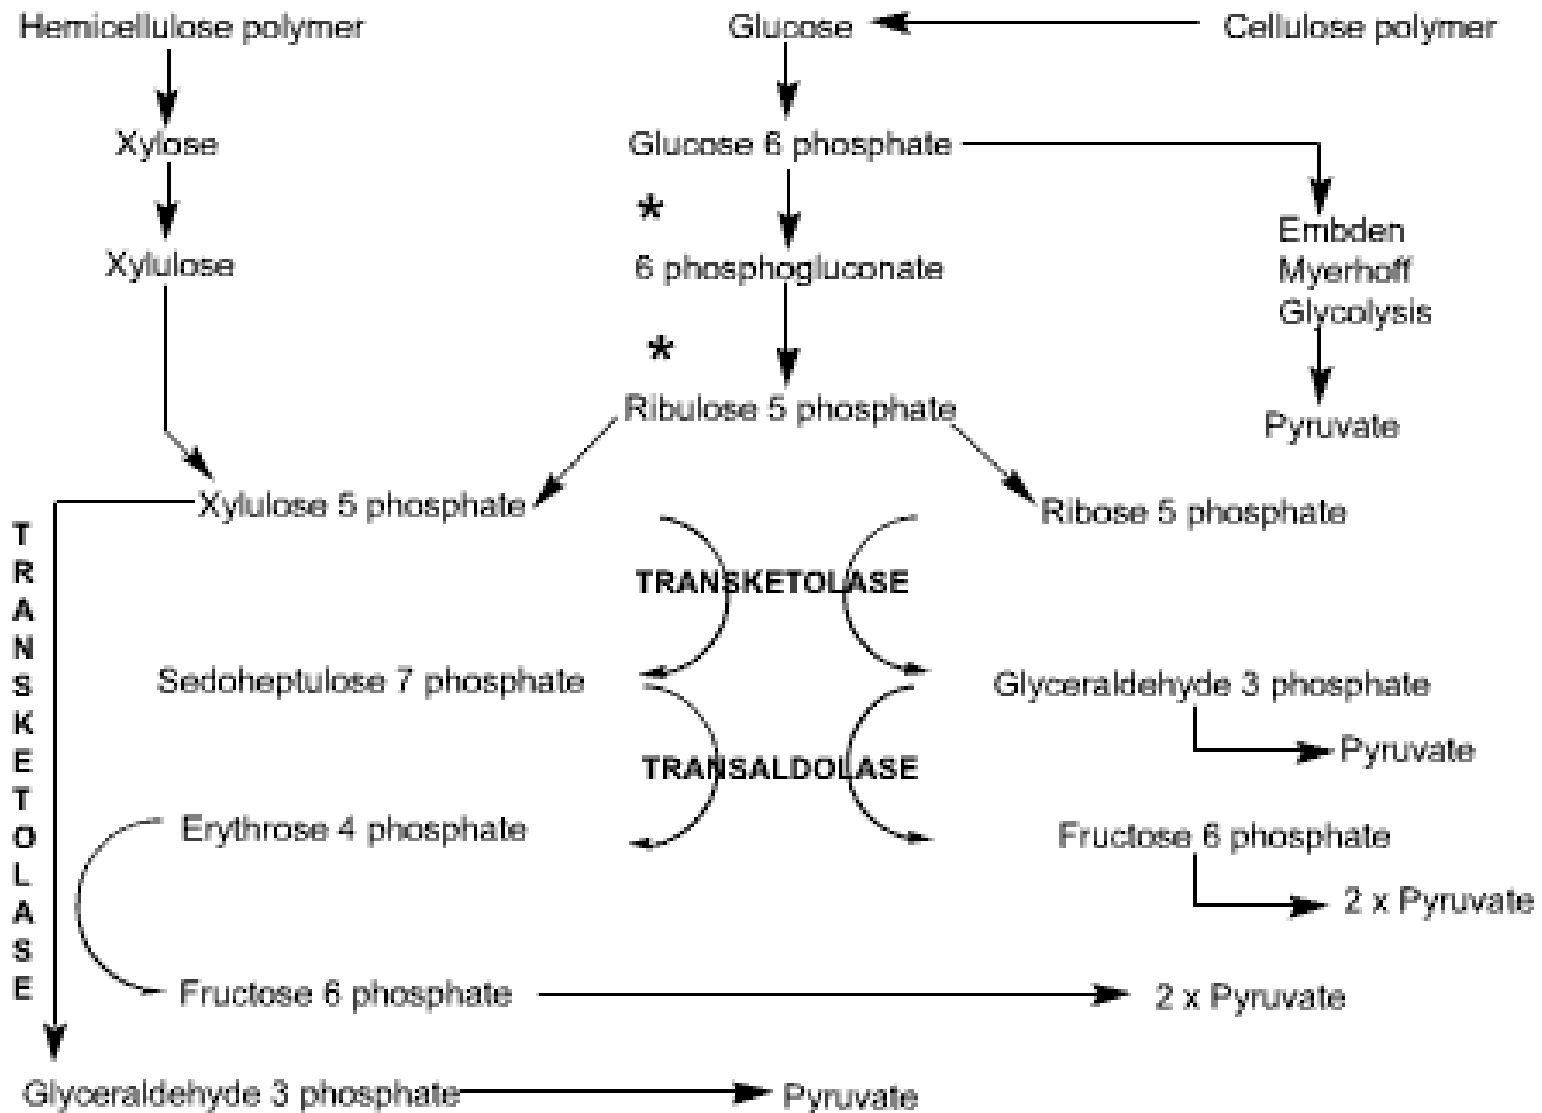 Hemicellulose polymer
Glucose
Cellulose polymer
Xylose
Glucose 6 phosphate
*
Embden
Myerhoff
Glycolysis
Xylulose
6 phosphogluconate
*
Ribulose 5 phosphate
Pyruvate
Xylulose 5 phosphate
Ribose 5 phosphate
TRANSKETOLASE
TRANSKETOLASE
Sedoheptulose 7 phosphate
Glyceraldehyde 3 phosphate
Pyruvate
TRANSALDOLASE
Erythrose 4 phosphate
Fructose 6 phosphate
2 x Pyruvate
Fructose 6 phosphate
2 x Pyruvate
Glyceraldehyde 3 phosphate
Pyruvate